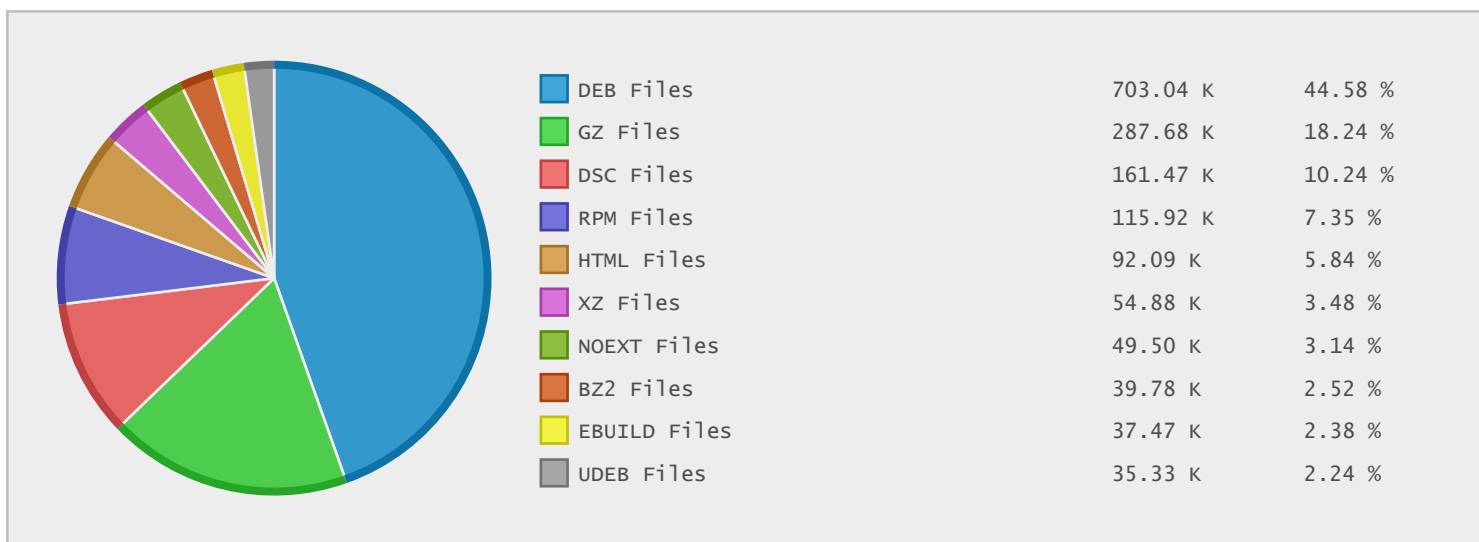 DEB Files 703.04 K 44.58 %
GZ Files 287.68 K 18.24 %
DSC Files 161.47 K 10.24 %
RPM Files 115.92 K 7.35 %
HTML Files 92.09 K 5.84 %
XZ Files 54.88 K 3.48 %
NOEXT Files 49.50 K 3.14 %
BZ2 Files 39.78 K 2.52 %
EBUILD Files 37.47 K 2.38 %
UDEB Files 35.33 K 2.24 %